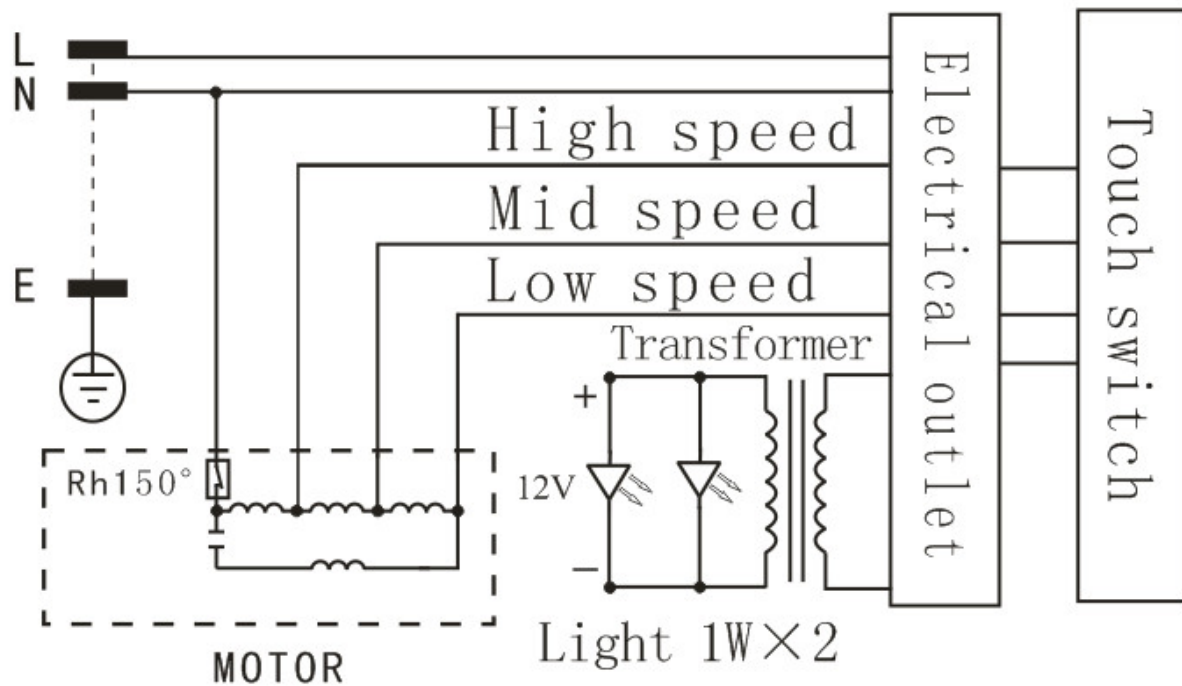 L
N
High speed
Mid speed
E
Low speed
Transformer
+
Rh150°
12V
−
Light 1W×2
MOTOR
Electrical outlet
Touch switch